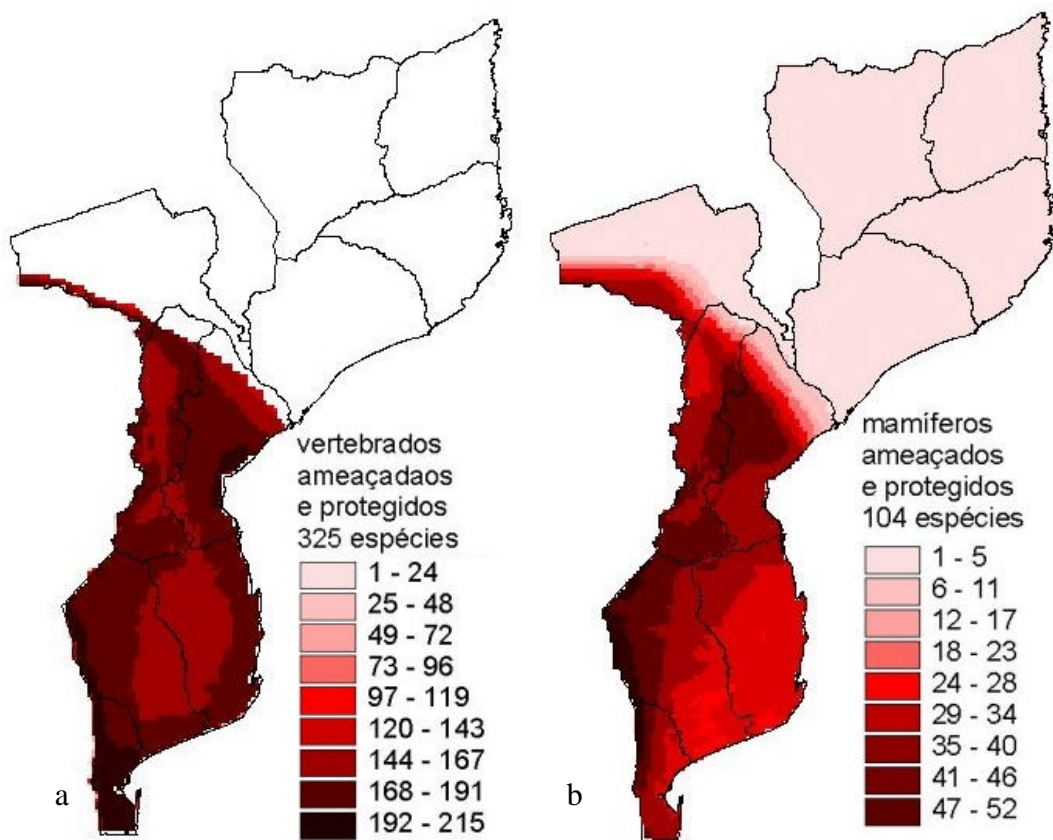 vertebrados
ameaçadaos
e protegidos
325 espécies
1 - 24
25 - 48
49 - 72
73 - 96
97 - 119
120 - 143
144 - 167
168 - 191
192 - 215
a
mamíferos
ameaçados
e protegidos
104 espécies
1 - 5
6 - 11
12 - 17
18 - 23
24 - 28
29 - 34
35 - 40
41 - 46
47 - 52
b